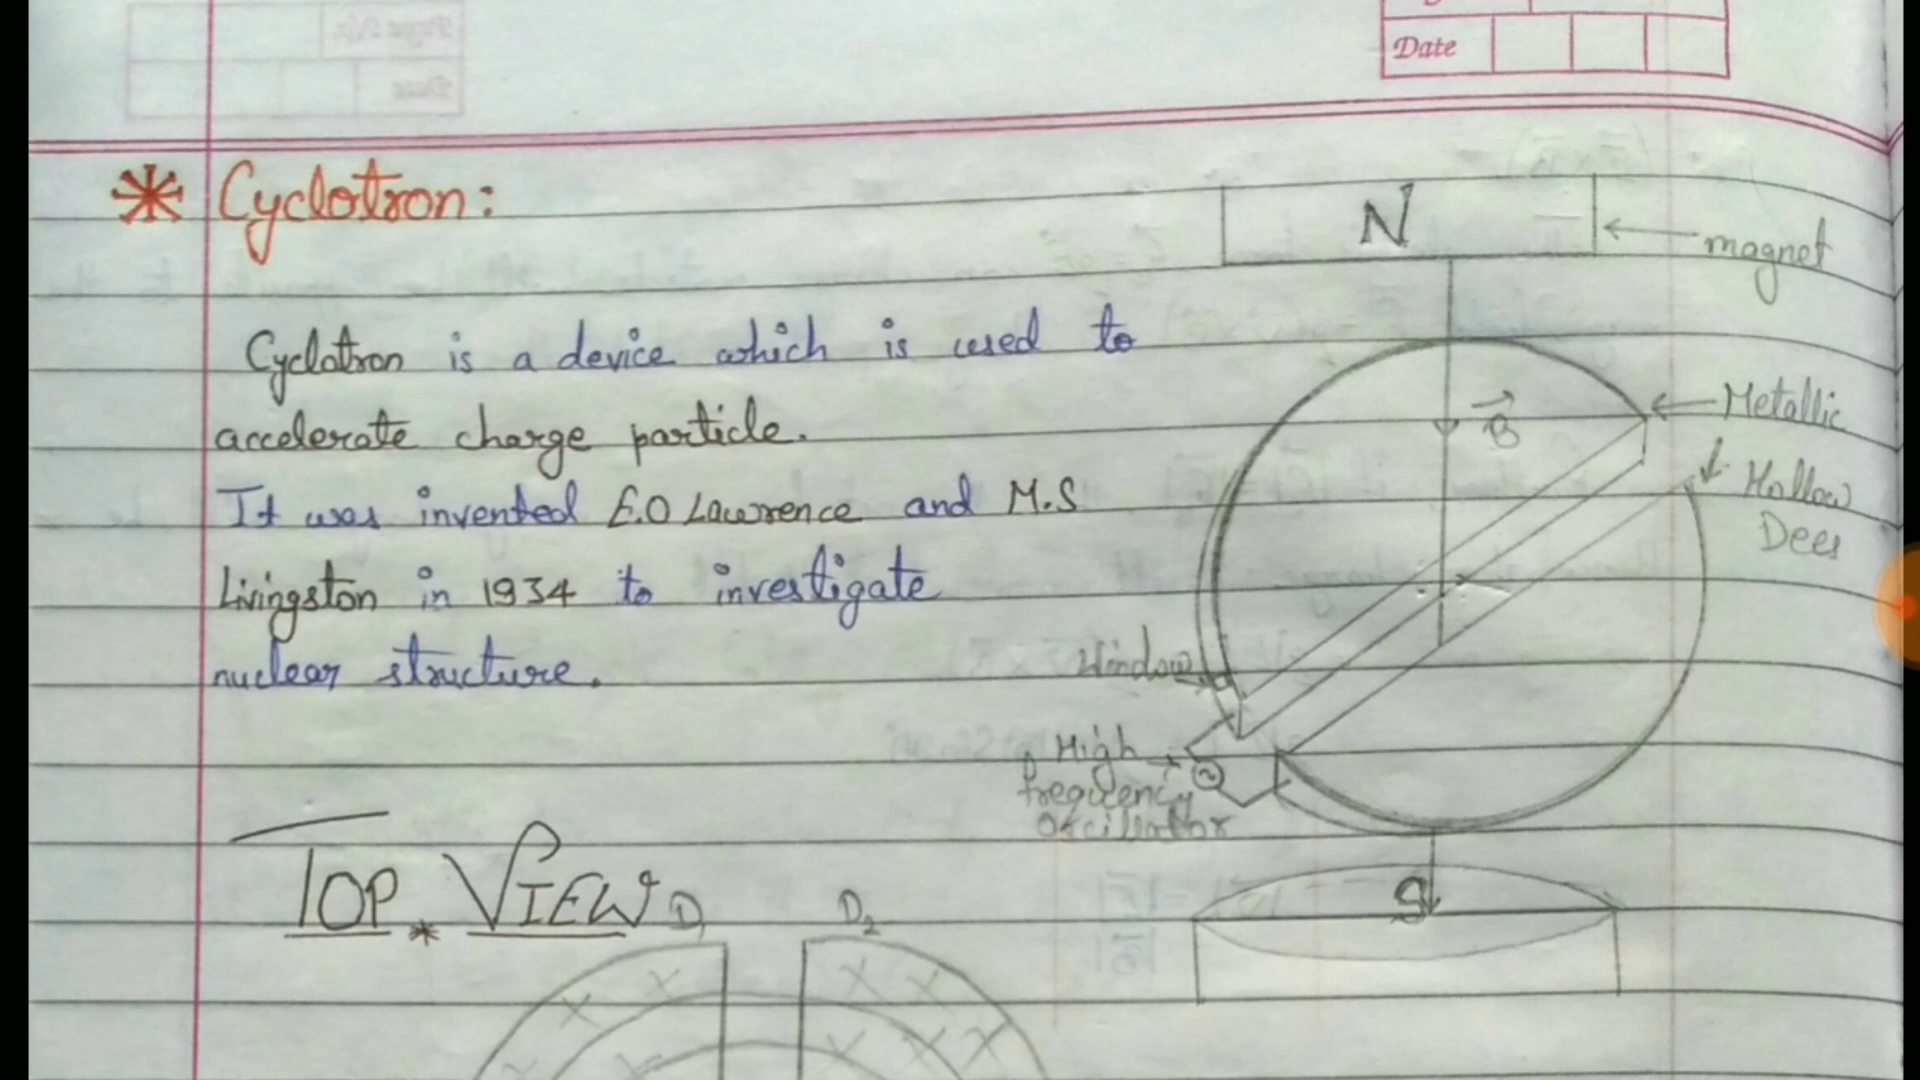 Date
* Cyclotron:
N
magnet
Cyclotron is a device which is used to
accelerate charge particle.
It was invented E.O Lawrence and M.S
Livingston in 1934 to investigate
nuclear structure.
B
Metallic
Hollow
Dees
Window
High
frequency
oscillator
S
TOP VIEW
D1
D2